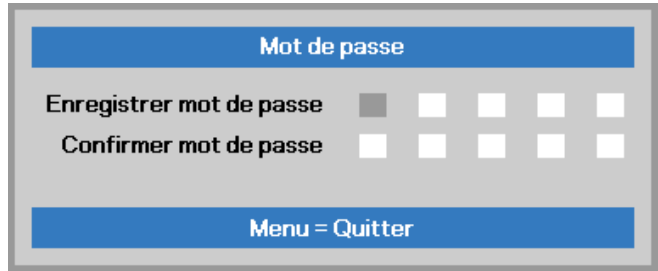 Mot de passe
Enregistrer mot de passe
Confirmer mot de passe
Menu = Quitter